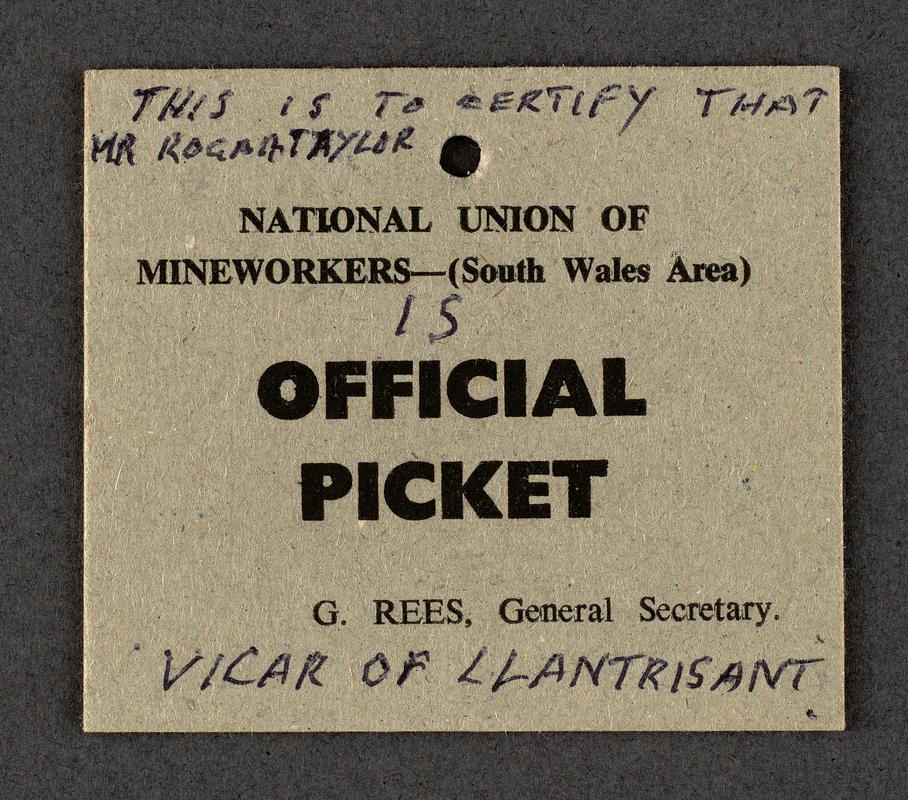 THIS IS TO CERTIFY THAT
MR ROGER TAYLOR
NATIONAL UNION OF
MINEWORKERS—(South Wales Area)
IS
OFFICIAL
PICKET
G. REES, General Secretary.
VICAR OF LLANTRISANT